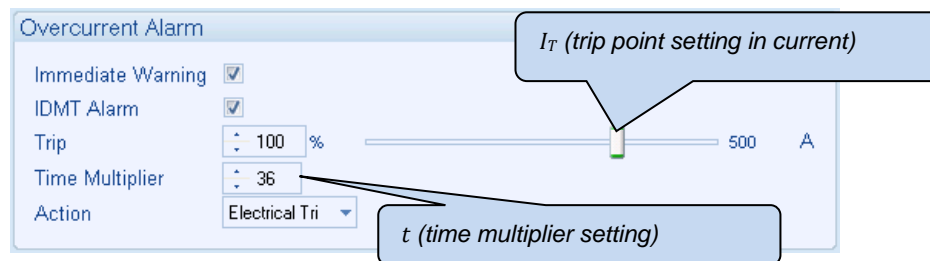 Overcurrent Alarm
I_T (trip point setting in current)
Immediate Warning
IDMT Alarm
Trip 100 % 500 A
Time Multiplier 36
Action Electrical Tri
t (time multiplier setting)